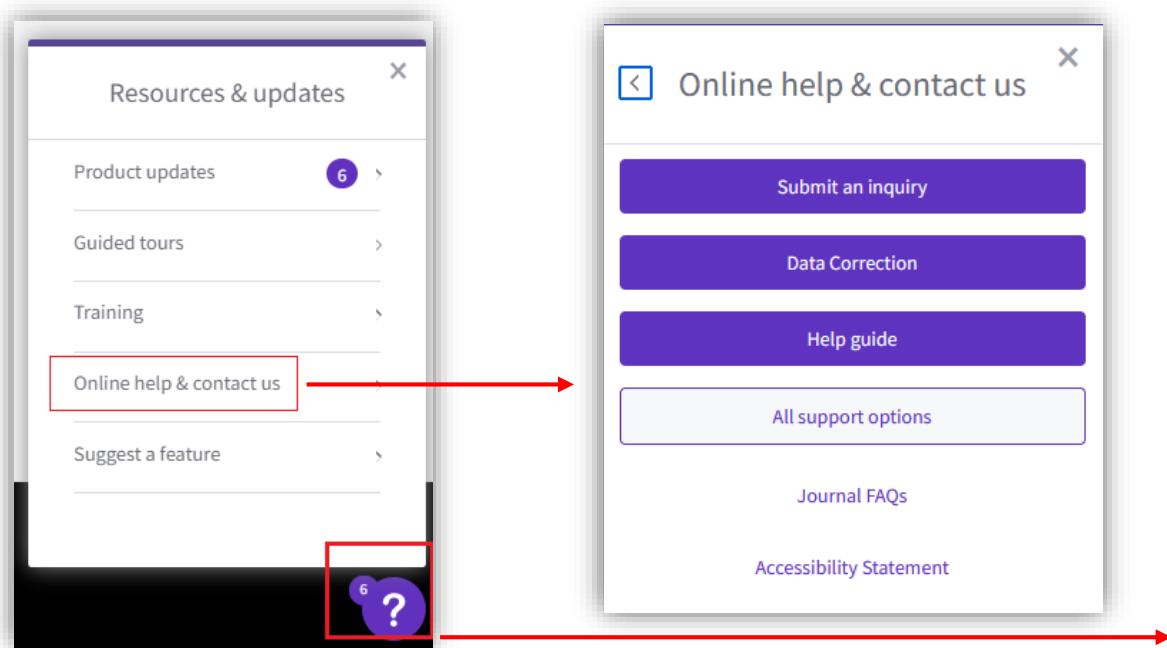 Resources & updates
Product updates 6
Guided tours
Training
Online help & contact us
Suggest a feature
6
?
Online help & contact us
Submit an inquiry
Data Correction
Help guide
All support options
Journal FAQs
Accessibility Statement